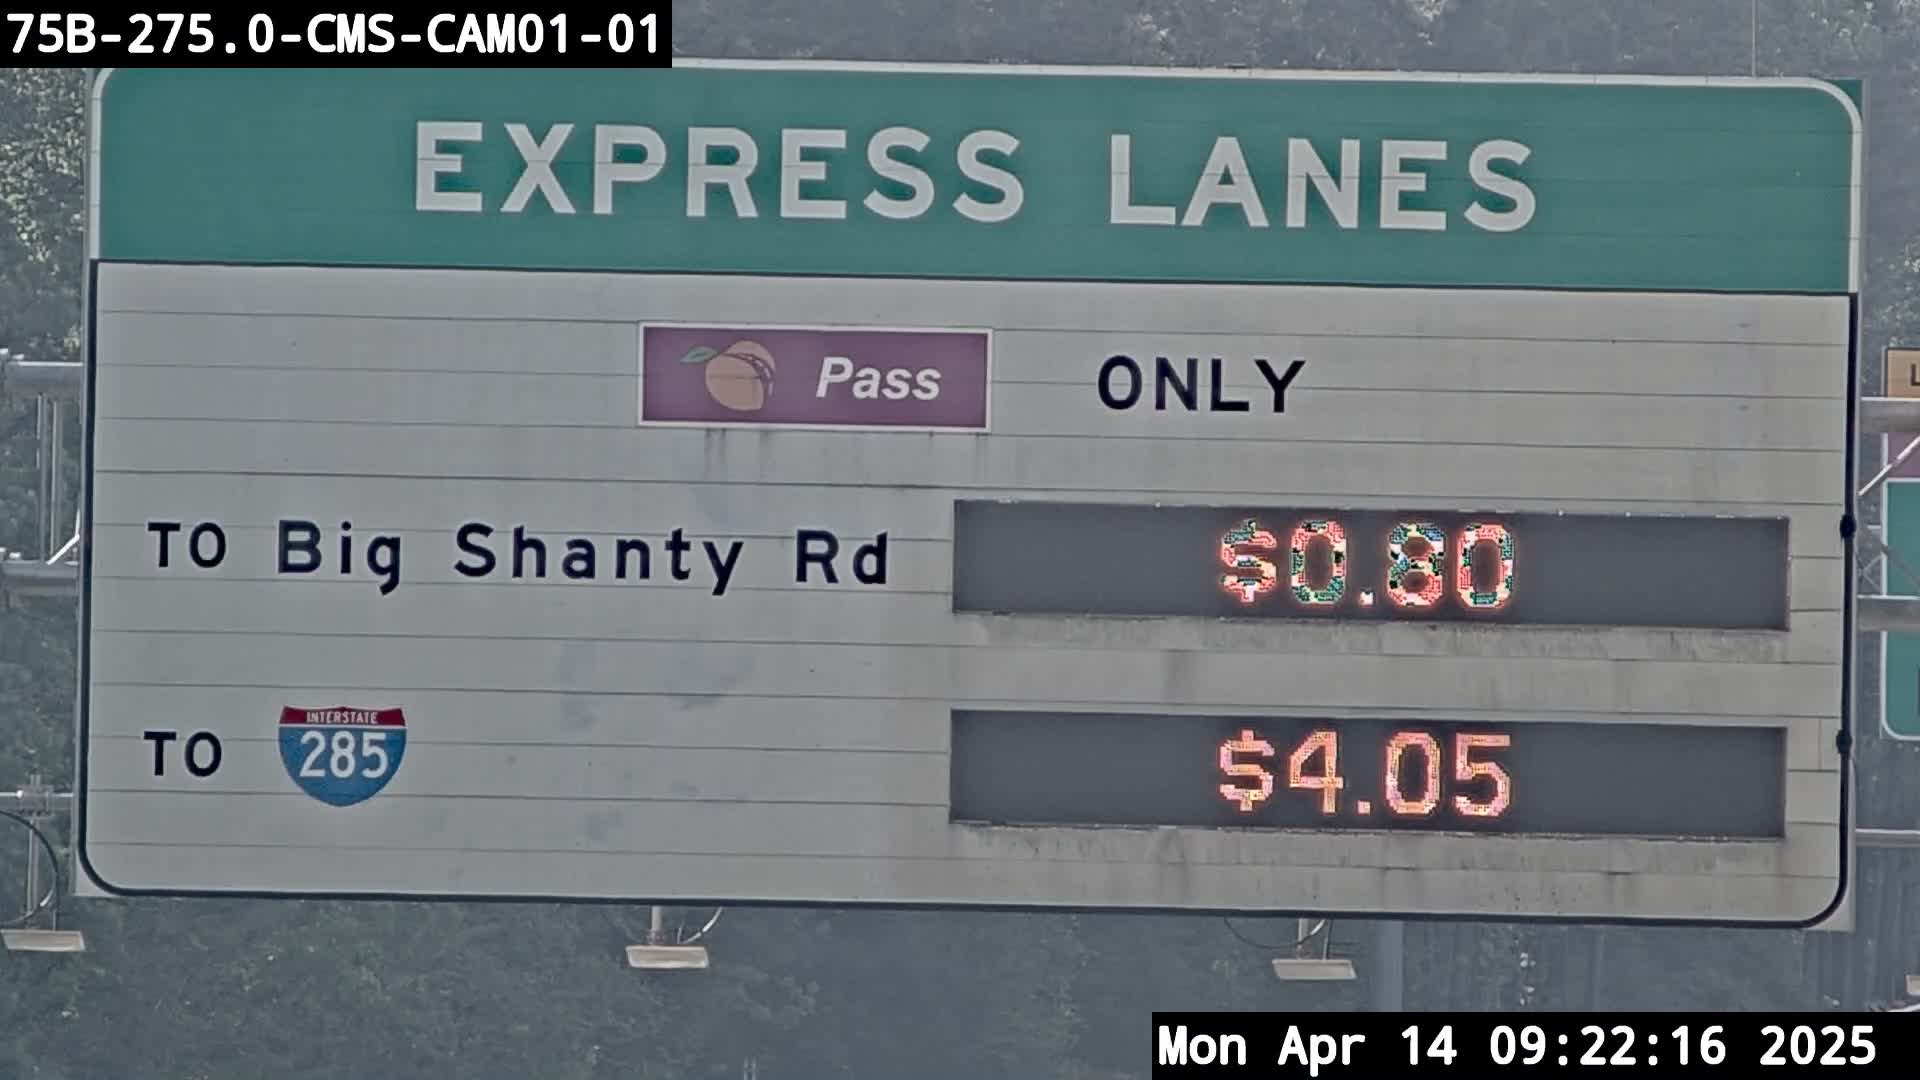 75B-275.0-CMS-CAM01-01
EXPRESS LANES
Pass ONLY
TO Big Shanty Rd $0.80
INTERSTATE
TO 285 $4.05
Mon Apr 14 09:22:16 2025